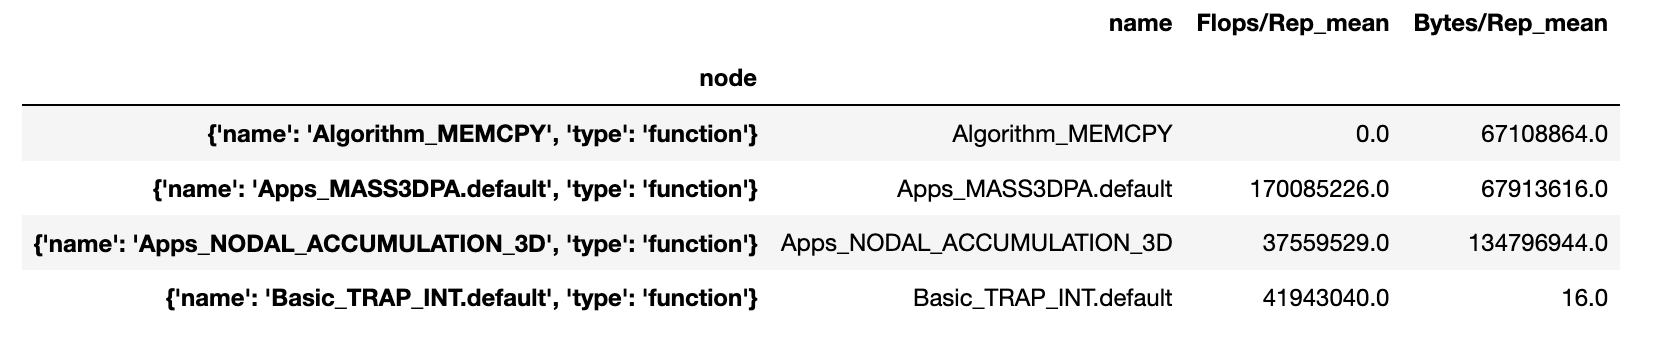 name Flops/Rep_mean Bytes/Rep_mean
node
{'name': 'Algorithm_MEMCPY', 'type': 'function'} Algorithm_MEMCPY 0.0 67108864.0
{'name': 'Apps_MASS3DPA.default', 'type': 'function'} Apps_MASS3DPA.default 170085226.0 67913616.0
{'name': 'Apps_NODAL_ACCUMULATION_3D', 'type': 'function'} Apps_NODAL_ACCUMULATION_3D 37559529.0 134796944.0
{'name': 'Basic_TRAP_INT.default', 'type': 'function'} Basic_TRAP_INT.default 41943040.0 16.0